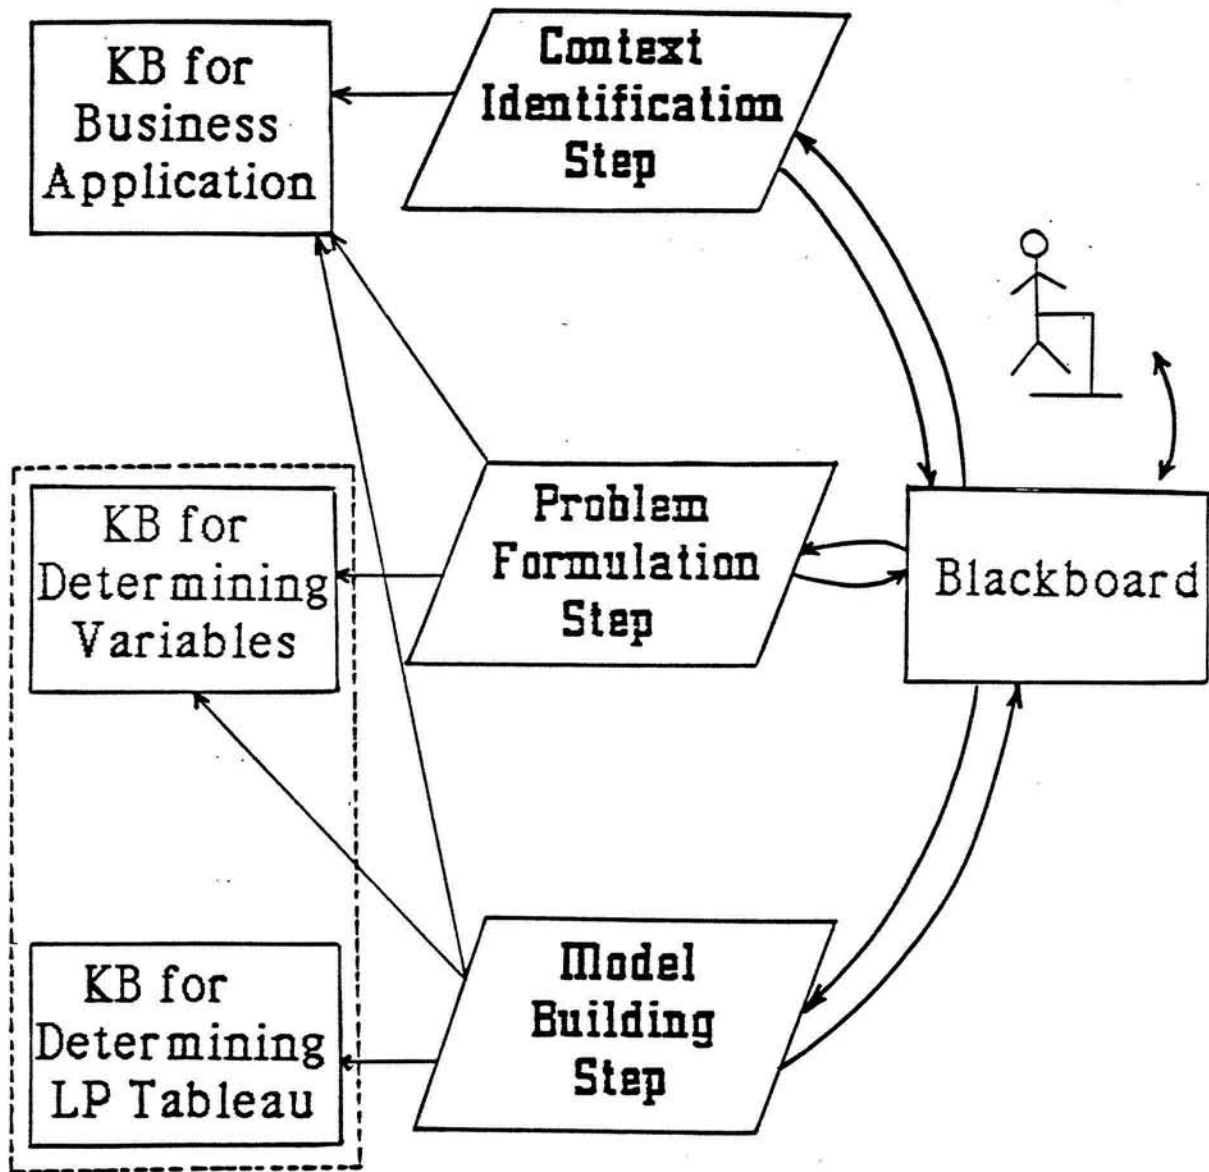 KB for
Business
Application
Context
Identification
Step
KB for
Determining
Variables
Problem
Formulation
Step
Blackboard
KB for
Determining
LP Tableau
Model
Building
Step